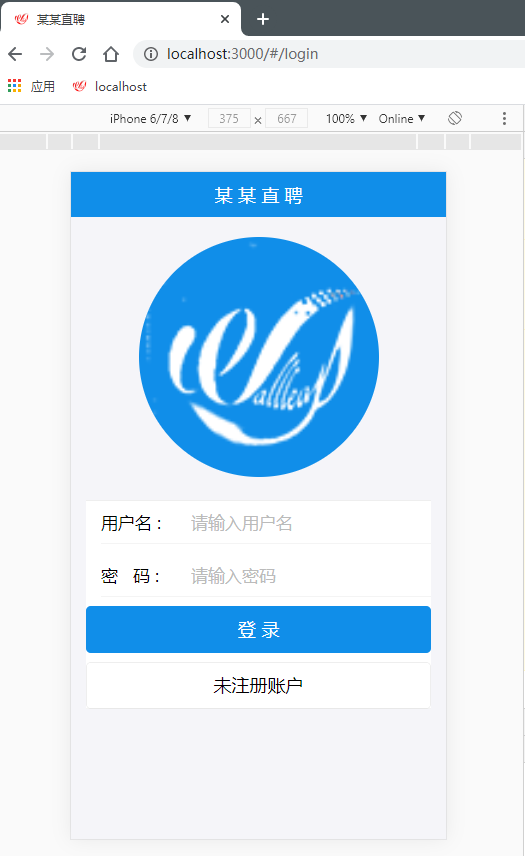 某某直聘
localhost:3000/#/login
应用 localhost
iPhone 6/7/8 375 × 667 100% Online
某某直聘
用户名： 请输入用户名
密 码： 请输入密码
登录
未注册账户